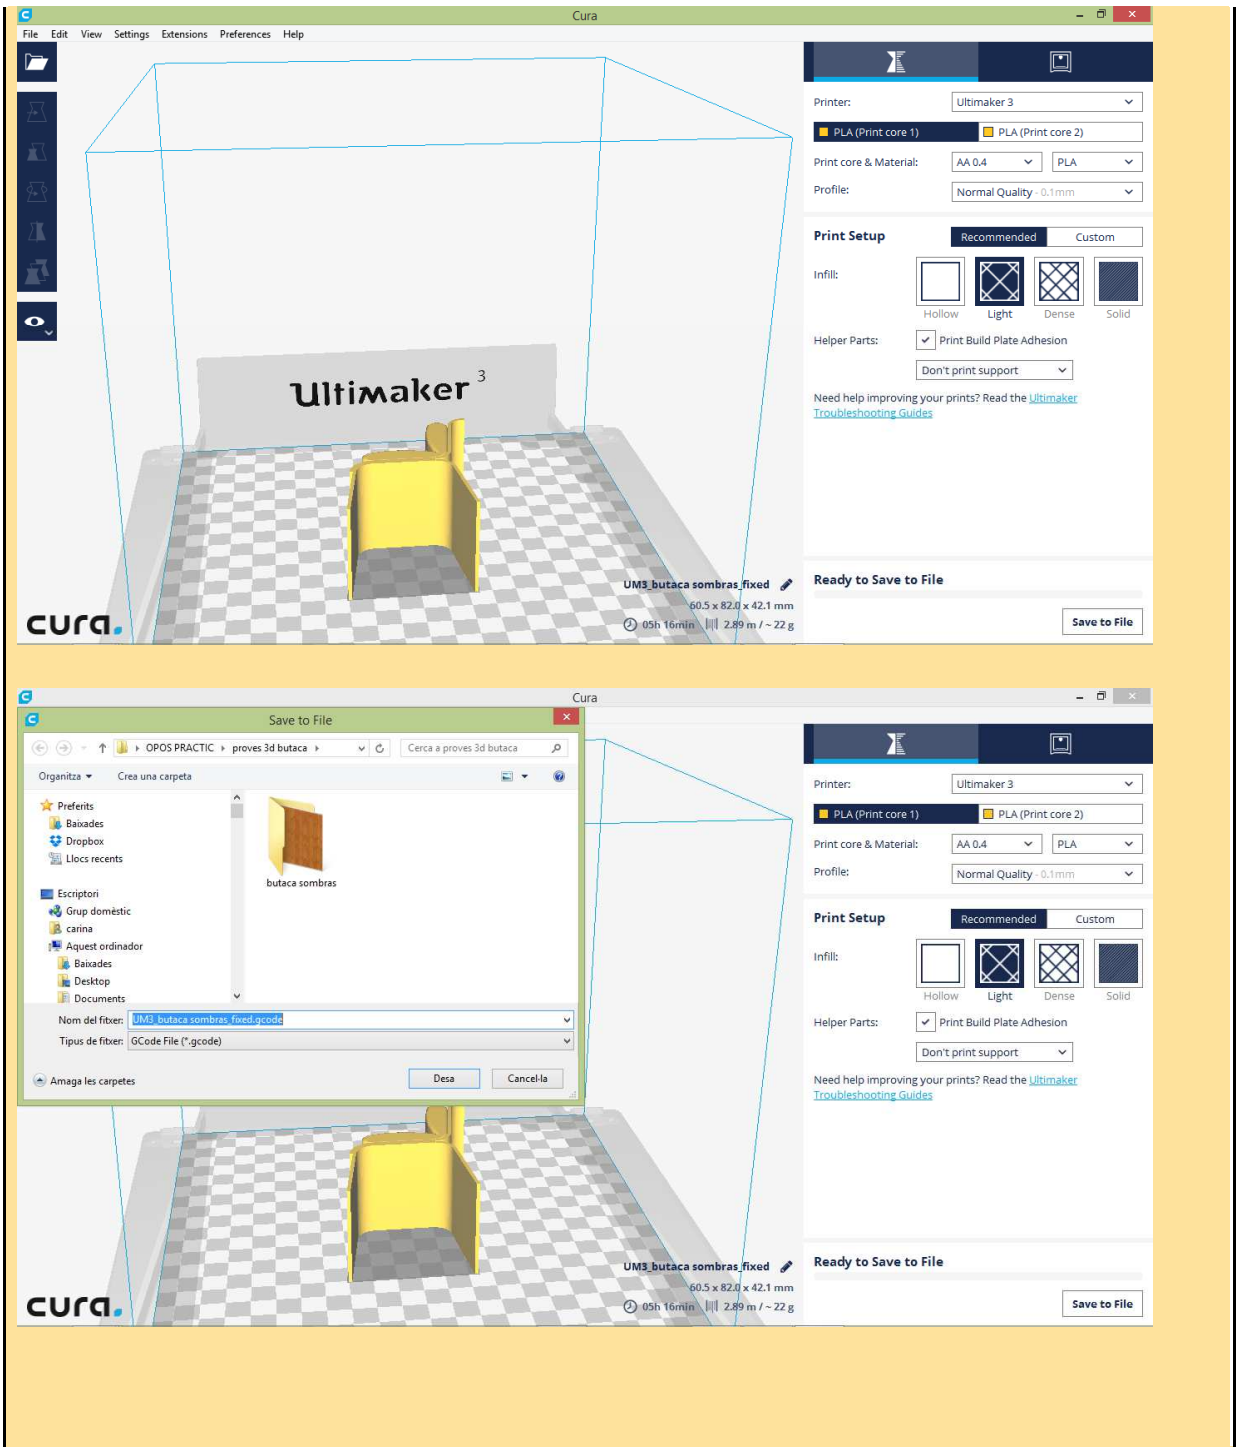 Cura
File Edit View Settings Extensions Preferences Help
Printer: Ultimaker 3
PLA (Print core 1) PLA (Print core 2)
Print core & Material: AA 0.4 PLA
Profile: Normal Quality - 0.1mm
Print Setup Recommended Custom
Infill:
Hollow Light Dense Solid
Helper Parts: Print Build Plate Adhesion
Don't print support
Need help improving your prints? Read the Ultimaker
Troubleshooting Guides
Ultimaker 3
UM3_butaca sombras_fixed
60.5 x 82.0 x 42.1 mm
05h 16min 2.89 m / ~ 22 g
cura.
Ready to Save to File
Save to File
Cura
Save to File
OPOS PRACTIC proves 3d butaca Cerca a proves 3d butaca
Organitza Crea una carpeta
Preferits
Baixades
Dropbox
Llocs recents
Escriptori
Grup domèstic
carina
Aquest ordinador
Baixades
Desktop
Documents
butaca sombras
Nom del fitxer: UM3_butaca sombras_fixed.gcode
Tipus de fitxer: GCode File (*.gcode)
Amaga les carpetes Desa Cancel·la
Printer: Ultimaker 3
PLA (Print core 1) PLA (Print core 2)
Print core & Material: AA 0.4 PLA
Profile: Normal Quality - 0.1mm
Print Setup Recommended Custom
Infill:
Hollow Light Dense Solid
Helper Parts: Print Build Plate Adhesion
Don't print support
Need help improving your prints? Read the Ultimaker
Troubleshooting Guides
UM3_butaca sombras_fixed
60.5 x 82.0 x 42.1 mm
05h 16min 2.89 m / ~ 22 g
cura.
Ready to Save to File
Save to File